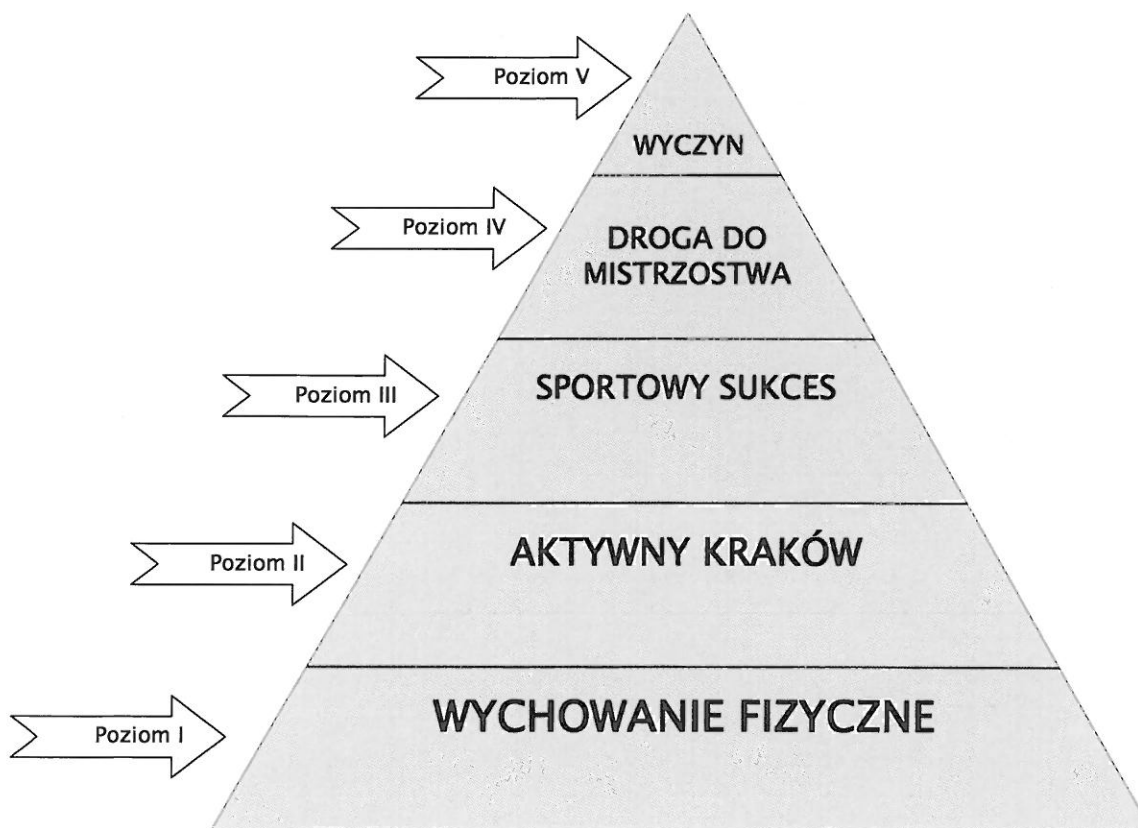 Poziom V
WYCZYN
Poziom IV
DROGA DO
MISTRZOSTWA
Poziom III
SPORTOWY SUKCES
Poziom II
AKTYWNY KRAKÓW
Poziom I
WYCHOWANIE FIZYCZNE